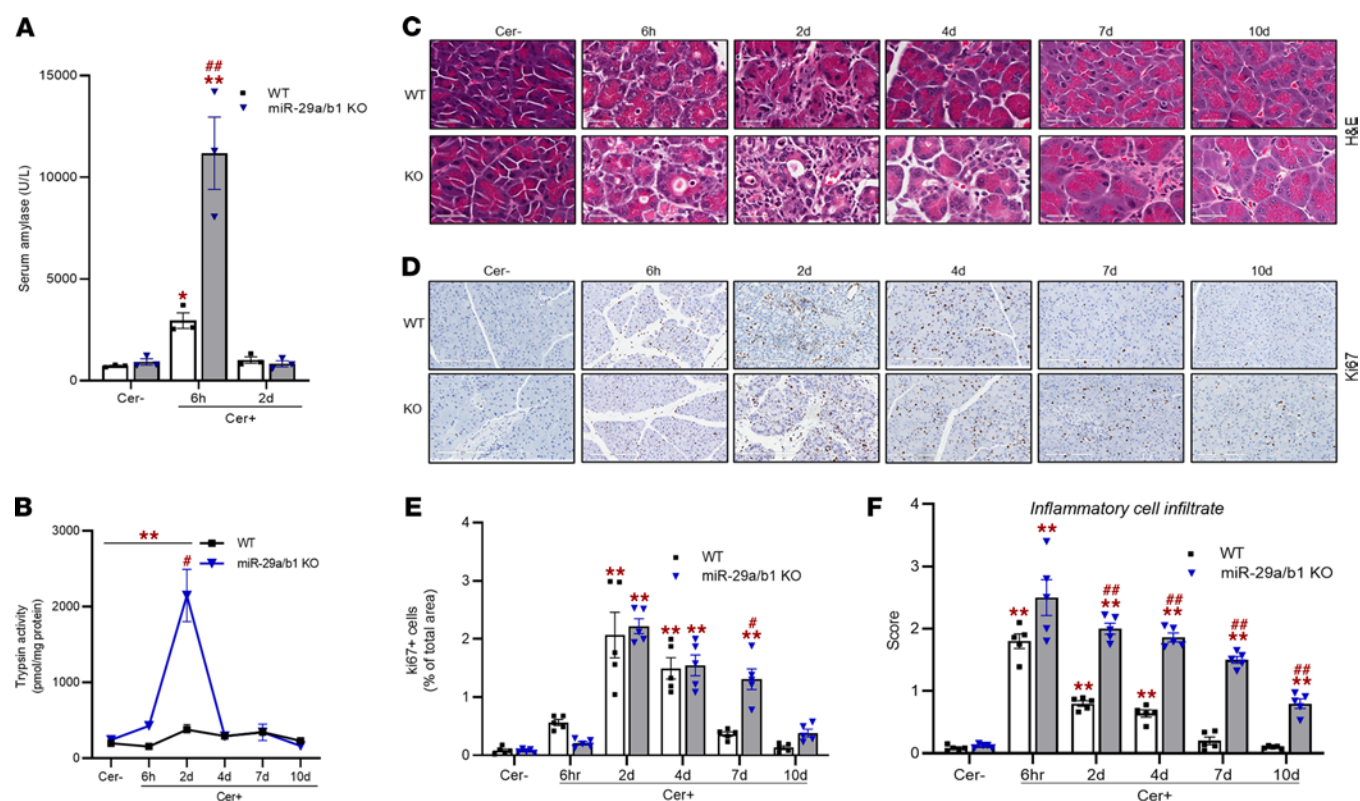 A
Serum amylase (U/L)
15000
10000
5000
0
##
**
*
WT
miR-29a/b1 KO
Cer-
6h
2d
Cer+
B
Trypsin activity
(pmol/mg protein)
3000
2000
1000
0
**
#
WT
miR-29a/b1 KO
Cer- 6h 2d 4d 7d 10d
Cer+
C
Cer- 6h 2d 4d 7d 10d
WT
KO
H&E
D
Cer- 6h 2d 4d 7d 10d
WT
KO
Ki67
E
ki67+ cells
(% of total area)
4
3
2
1
0
WT
miR-29a/b1 KO
**
**
** **
#
**
Cer- 6hr 2d 4d 7d 10d
Cer+
F
Inflammatory cell infiltrate
Score
4
3
2
1
0
WT
miR-29a/b1 KO
**
**
##
**
**
##
**
**
##
**
##
**
Cer- 6hr 2d 4d 7d 10d
Cer+